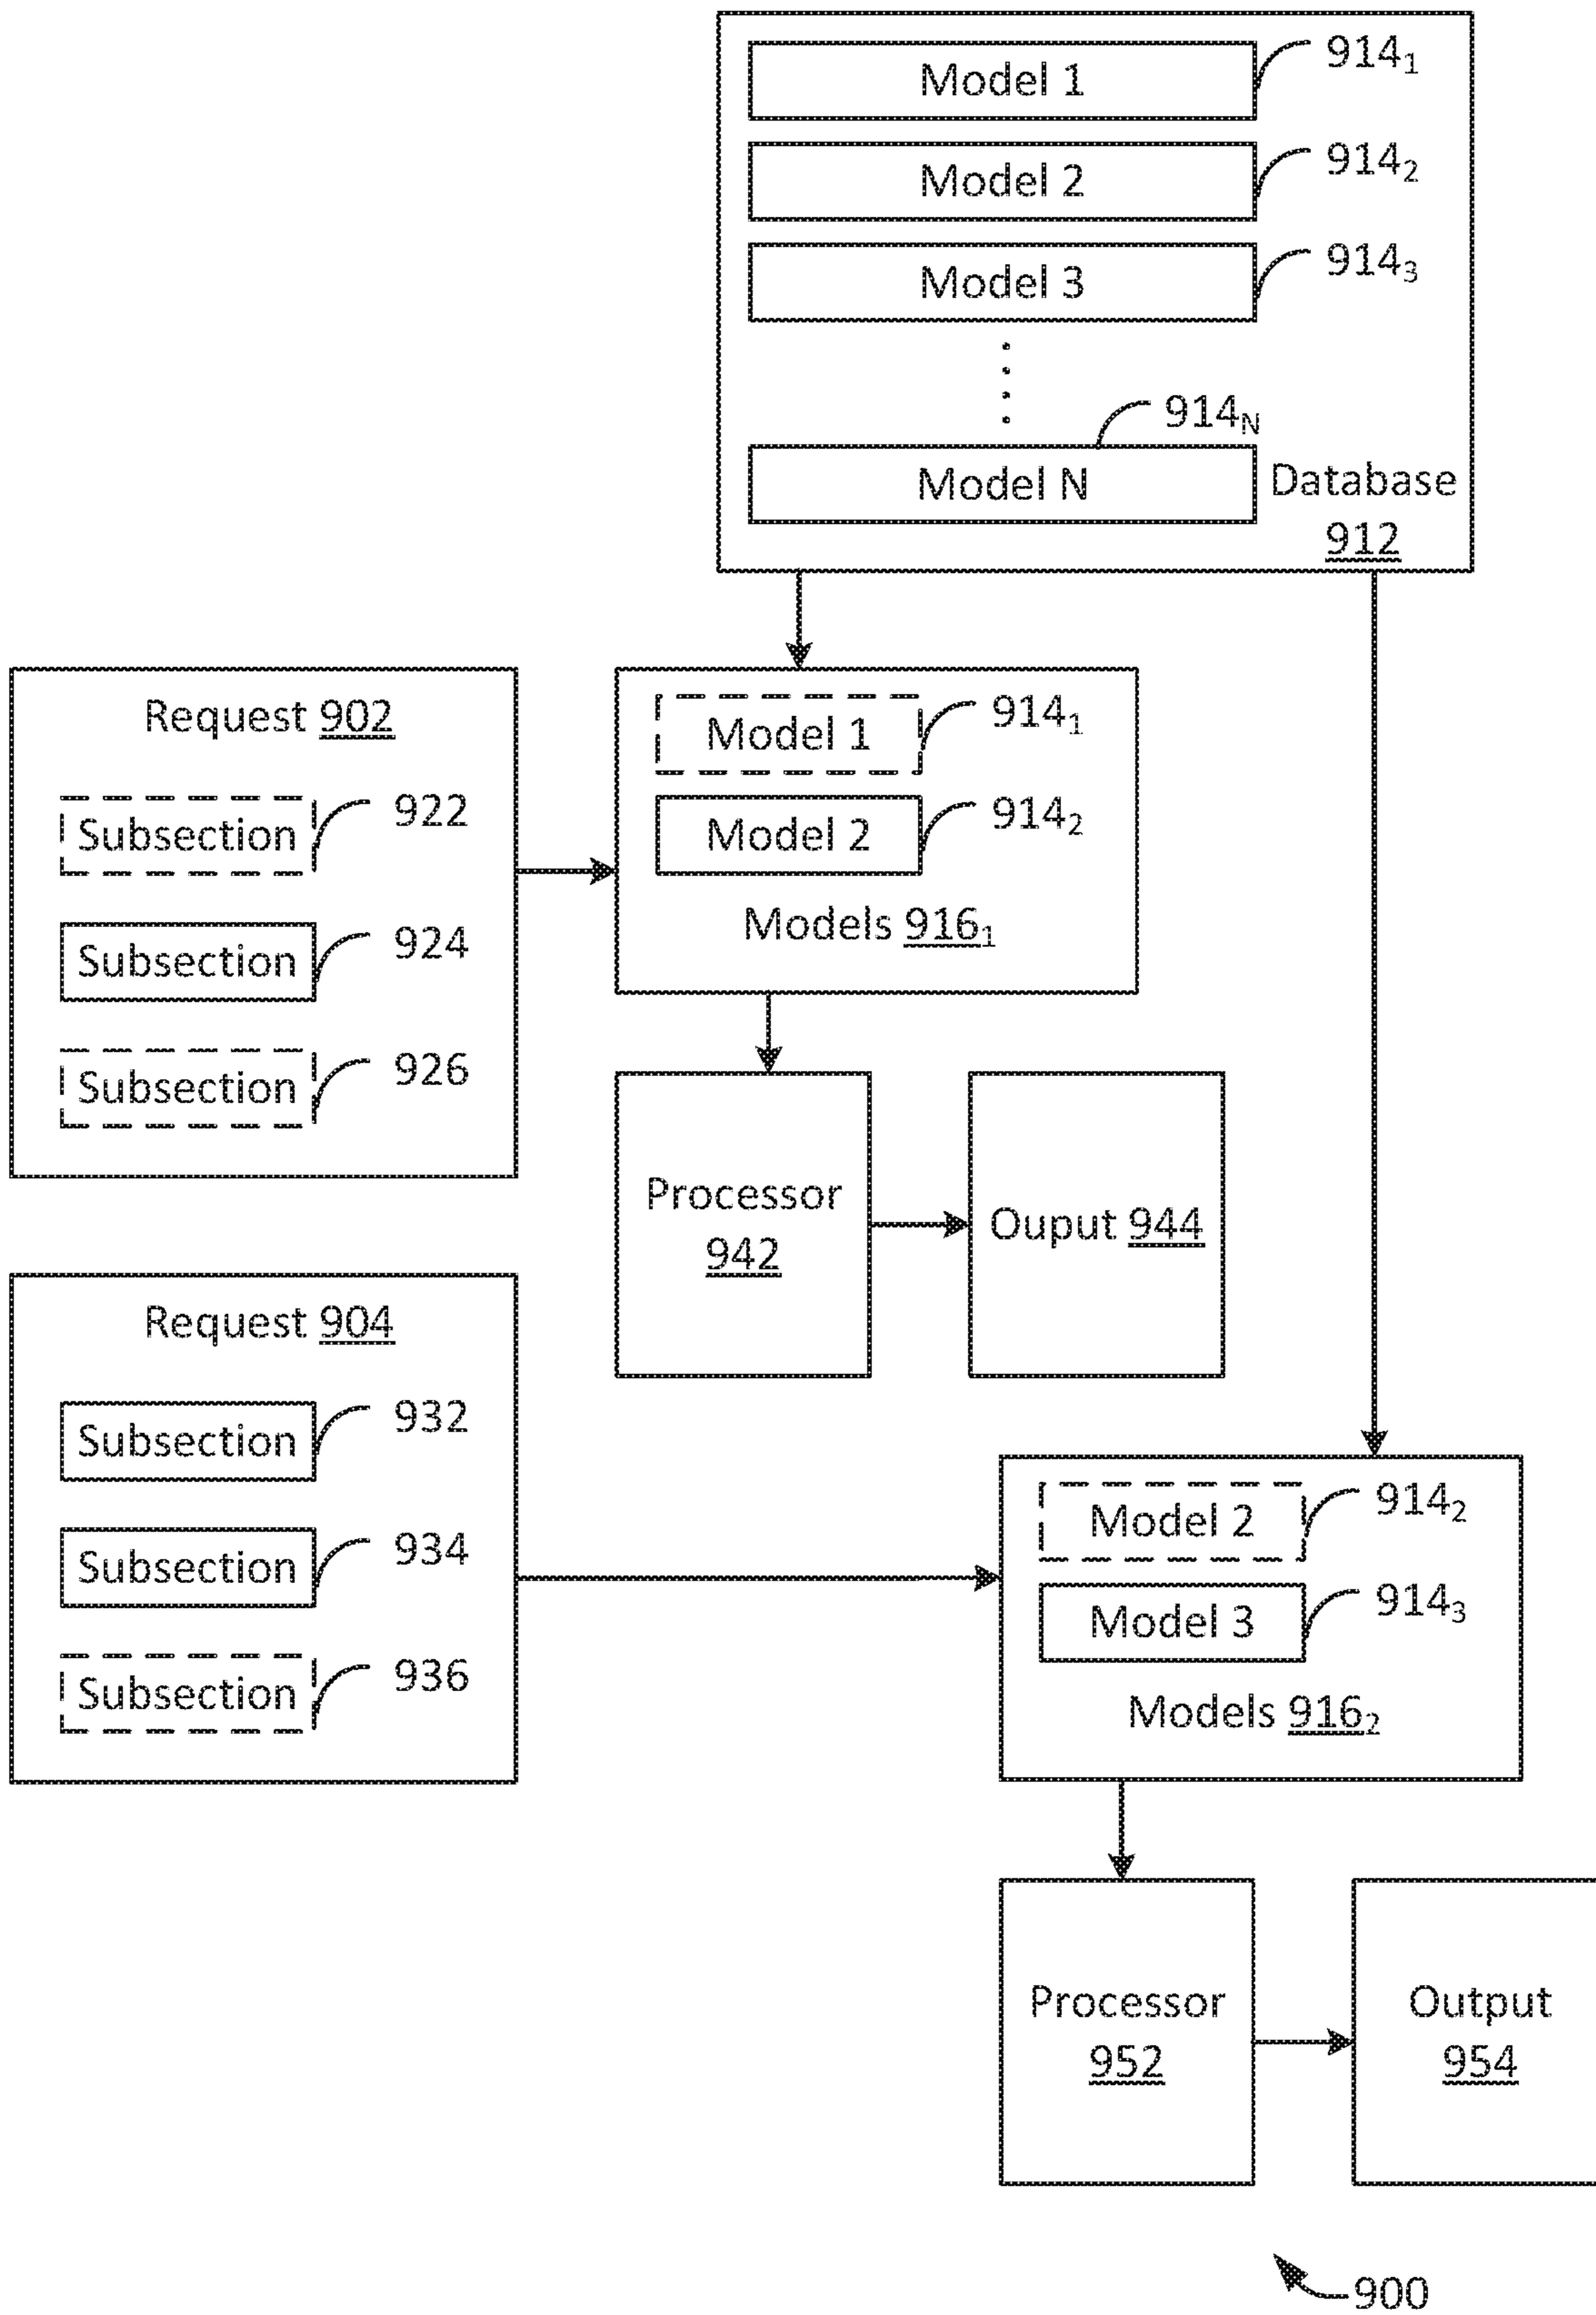 Model 1
914₁
Model 2
914₂
Model 3
914₃
914N
Model N
Database
912
Request 902
Subsection
922
Subsection
924
Subsection
926
Model 1
914₁
Model 2
914₂
Models 916₁
Processor
942
Ouput 944
Request 904
Subsection
932
Subsection
934
Subsection
936
Model 2
914₂
Model 3
914₃
Models 916₂
Processor
952
Output
954
900